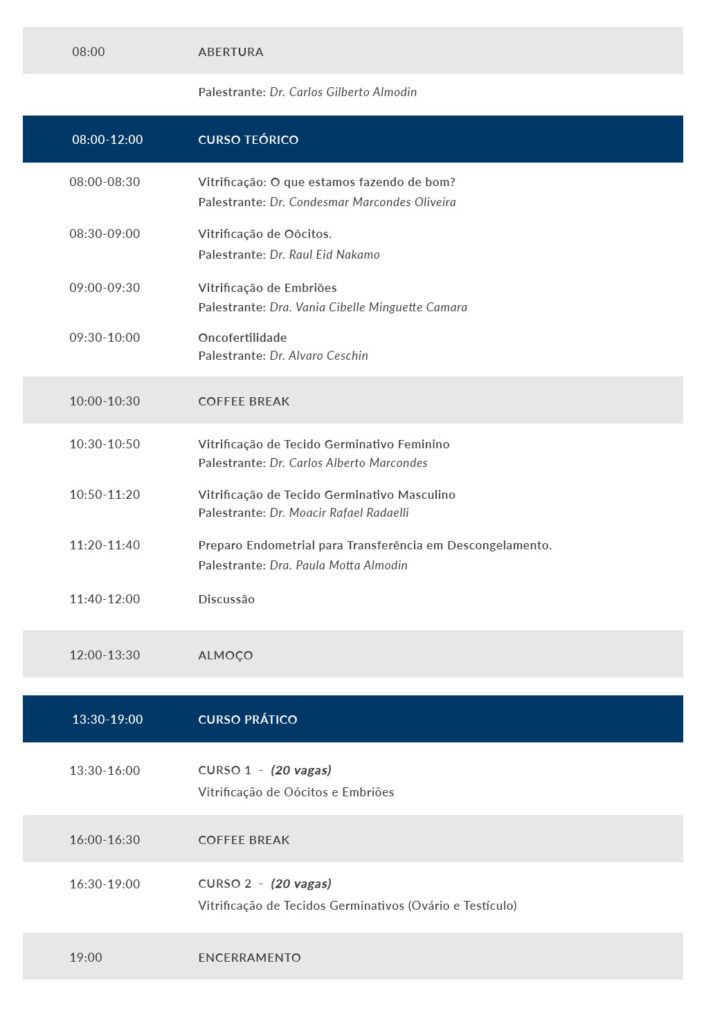 08:00 ABERTURA
Palestrante: Dr. Carlos Gilberto Almodin
08:00-12:00 CURSO TEÓRICO
08:00-08:30 Vitrificação: O que estamos fazendo de bom?
Palestrante: Dr. Condesmar Marcondes Oliveira
08:30-09:00 Vitrificação de Oócitos.
Palestrante: Dr. Raul Eid Nakamo
09:00-09:30 Vitrificação de Embriões
Palestrante: Dra. Vania Cibelle Minguette Camara
09:30-10:00 Oncofertilidade
Palestrante: Dr. Alvaro Ceschin
10:00-10:30 COFFEE BREAK
10:30-10:50 Vitrificação de Tecido Germinativo Feminino
Palestrante: Dr. Carlos Alberto Marcondes
10:50-11:20 Vitrificação de Tecido Germinativo Masculino
Palestrante: Dr. Moacir Rafael Radaelli
11:20-11:40 Preparo Endometrial para Transferência em Descongelamento.
Palestrante: Dra. Paula Motta Almodin
11:40-12:00 Discussão
12:00-13:30 ALMOÇO
13:30-19:00 CURSO PRÁTICO
13:30-16:00 CURSO 1 - (20 vagas)
Vitrificação de Oócitos e Embriões
16:00-16:30 COFFEE BREAK
16:30-19:00 CURSO 2 - (20 vagas)
Vitrificação de Tecidos Germinativos (Ovário e Testículo)
19:00 ENCERRAMENTO